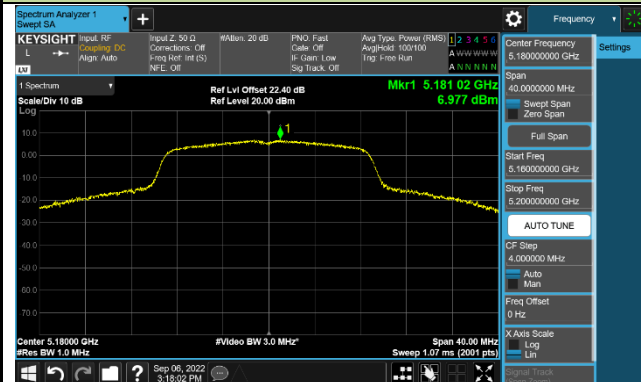 Spectrum Analyzer 1
Swept SA
Frequency
KEYSIGHT
Input: RF
Coupling: DC
Align: Auto
Input Z: 50 Ω
Corrections: Off
Freq Ref: Int (S)
NFE: Off
#Atten: 20 dB
PNO: Fast
Gate: Off
IF Gain: Low
Sig Track: Off
Avg Type: Power (RMS)
Avg|Hold: 100/100
Trig: Free Run
1 2 3 4 5 6
A W W W W W
A N N N N N
L
LXI
1 Spectrum
Scale/Div 10 dB
Log
Ref Lvl Offset 22.40 dB
Ref Level 20.00 dBm
Mkr1 5.181 02 GHz
6.977 dBm
1
10.0
0.00
-10.0
-20.0
-30.0
-40.0
-50.0
-60.0
-70.0
Center 5.18000 GHz
#Res BW 1.0 MHz
#Video BW 3.0 MHz*
Span 40.00 MHz
Sweep 1.07 ms (2001 pts)
Sep 06, 2022
3:18:02 PM
Center Frequency
5.180000000 GHz
Settings
Span
40.0000000 MHz
Swept Span
Zero Span
Full Span
Start Freq
5.160000000 GHz
Stop Freq
5.200000000 GHz
AUTO TUNE
CF Step
4.000000 MHz
Auto
Man
Freq Offset
0 Hz
X Axis Scale
Log
Lin
Signal Track